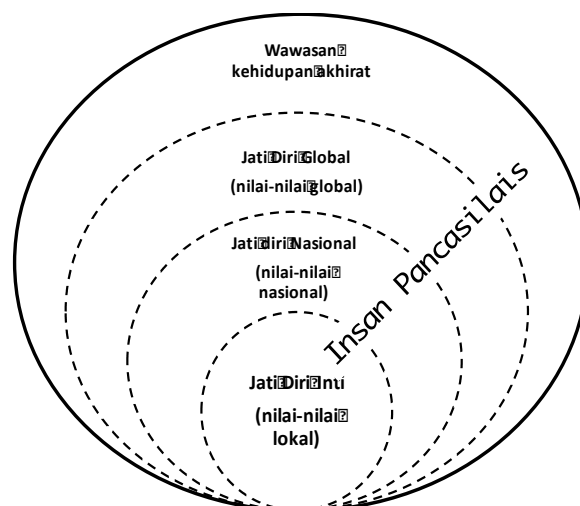 Wawasan
kehidupan akhirat
Jati Diri Global
(nilai-nilai global)
Jati diri Nasional
(nilai-nilai
nasional)
Insan Pancasilais
Jati Diri Inti
(nilai-nilai
lokal)